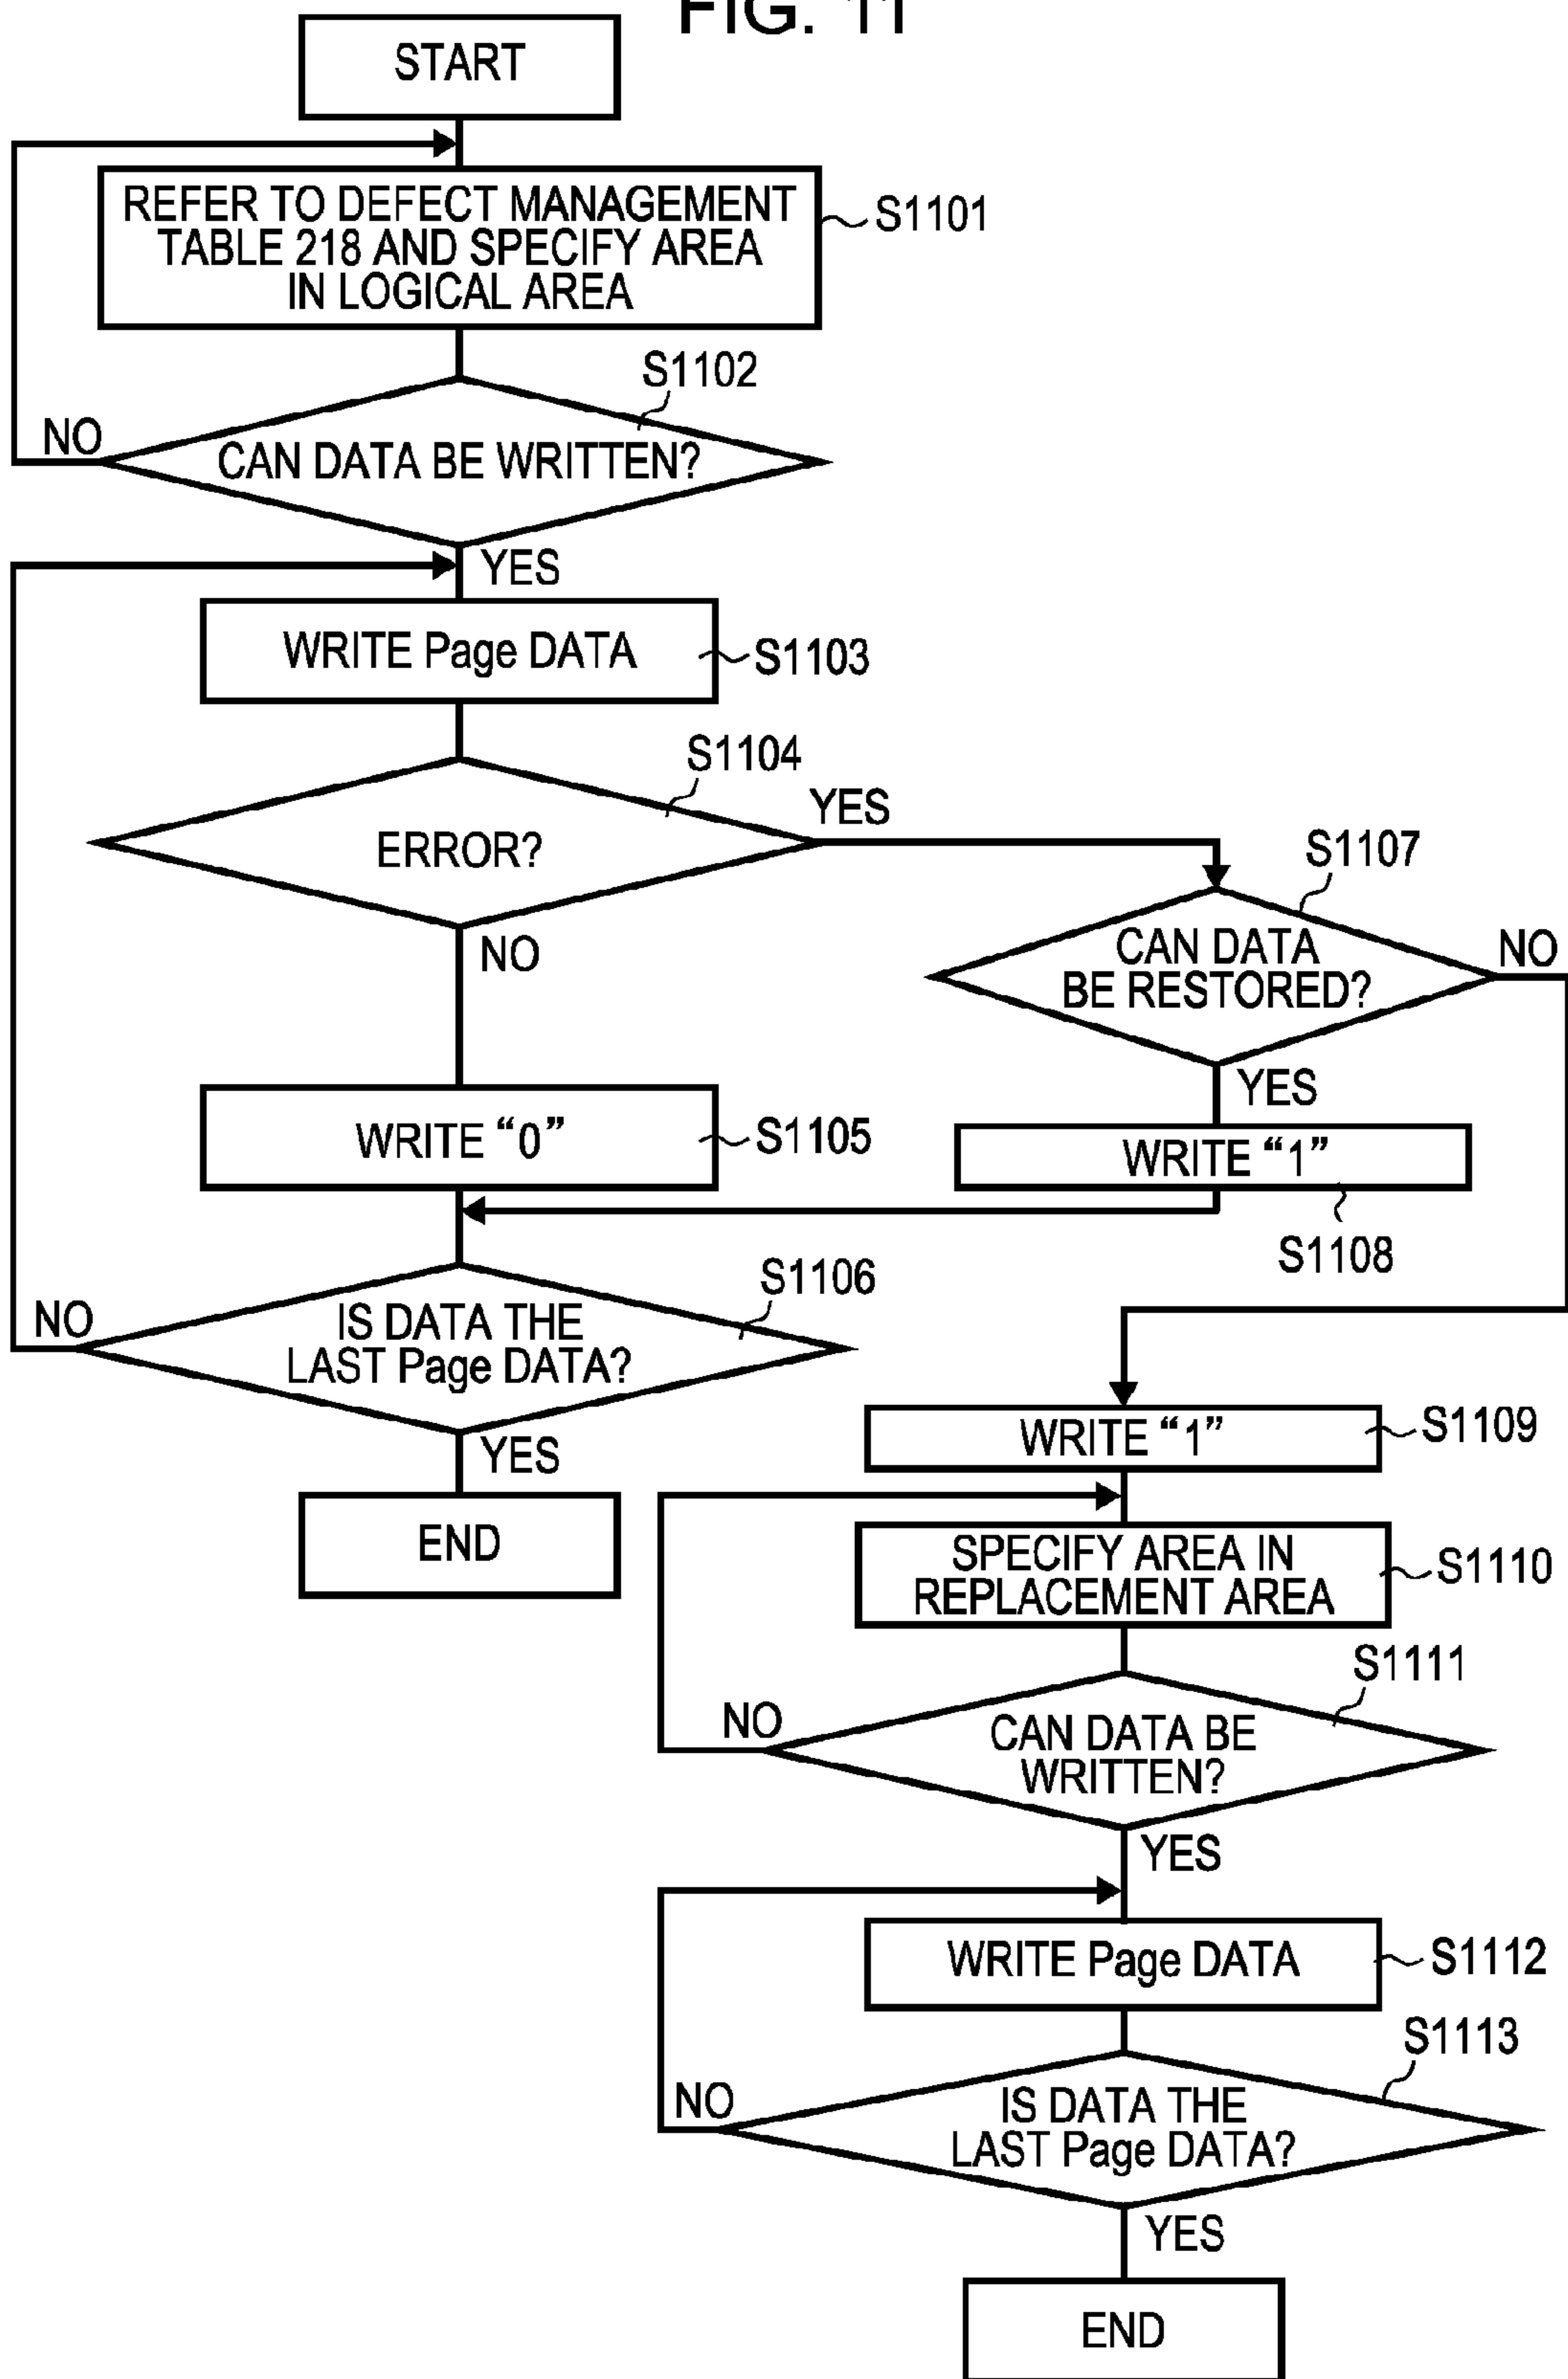 FIG. 11
START
REFER TO DEFECT MANAGEMENT
TABLE 218 AND SPECIFY AREA
IN LOGICAL AREA
S1101
S1102
NO
CAN DATA BE WRITTEN?
YES
WRITE Page DATA
S1103
S1104
YES
ERROR?
NO
S1107
CAN DATA
BE RESTORED?
NO
YES
WRITE “0”
S1105
WRITE “1”
S1108
S1106
NO
IS DATA THE
LAST Page DATA?
YES
END
WRITE “1”
S1109
SPECIFY AREA IN
REPLACEMENT AREA
S1110
S1111
NO
CAN DATA BE
WRITTEN?
YES
WRITE Page DATA
S1112
S1113
NO
IS DATA THE
LAST Page DATA?
YES
END